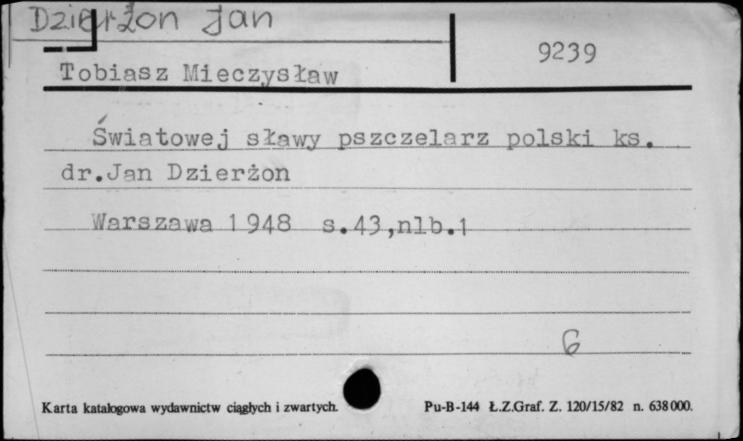 Dzierżon Jan
9239
Tobiasz Mieczysław
Światowej sławy pszczelarz polski ks.
dr.Jan Dzierżon
Warszawa 1948 s.43,nlb.1
6
Karta katalogowa wydawnictw ciągłych i zwartych. Pu-B-144 Ł.Z.Graf. Z. 120/15/82 n. 638000.